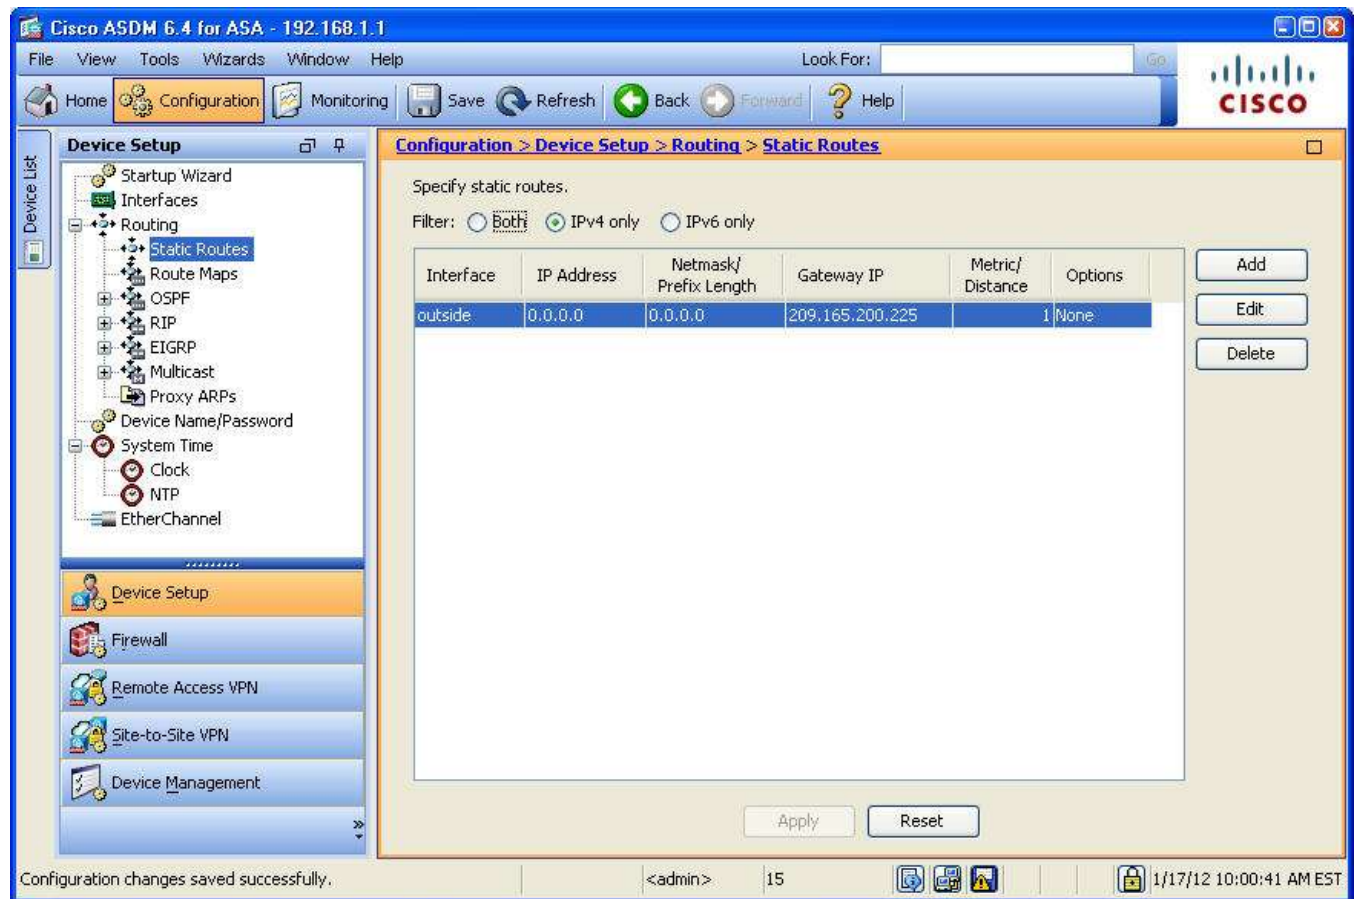 Cisco ASDM 6.4 for ASA - 192.168.1.1
File View Tools Wizards Window Help Look For: Go
Home Configuration Monitoring Save Refresh Back Forward Help
CISCO
Device List
Device Setup
Startup Wizard
Interfaces
Routing
Static Routes
Route Maps
OSPF
RIP
EIGRP
Multicast
Proxy ARPs
Device Name/Password
System Time
Clock
NTP
EtherChannel
Device Setup
Firewall
Remote Access VPN
Site-to-Site VPN
Device Management
»
Configuration > Device Setup > Routing > Static Routes
Specify static routes.
Filter: Both IPv4 only IPv6 only
Interface IP Address Netmask/ Prefix Length Gateway IP Metric/ Distance Options
outside 0.0.0.0 0.0.0.0 209.165.200.225 1 None
Add
Edit
Delete
Apply Reset
Configuration changes saved successfully. <admin> 15 1/17/12 10:00:41 AM EST